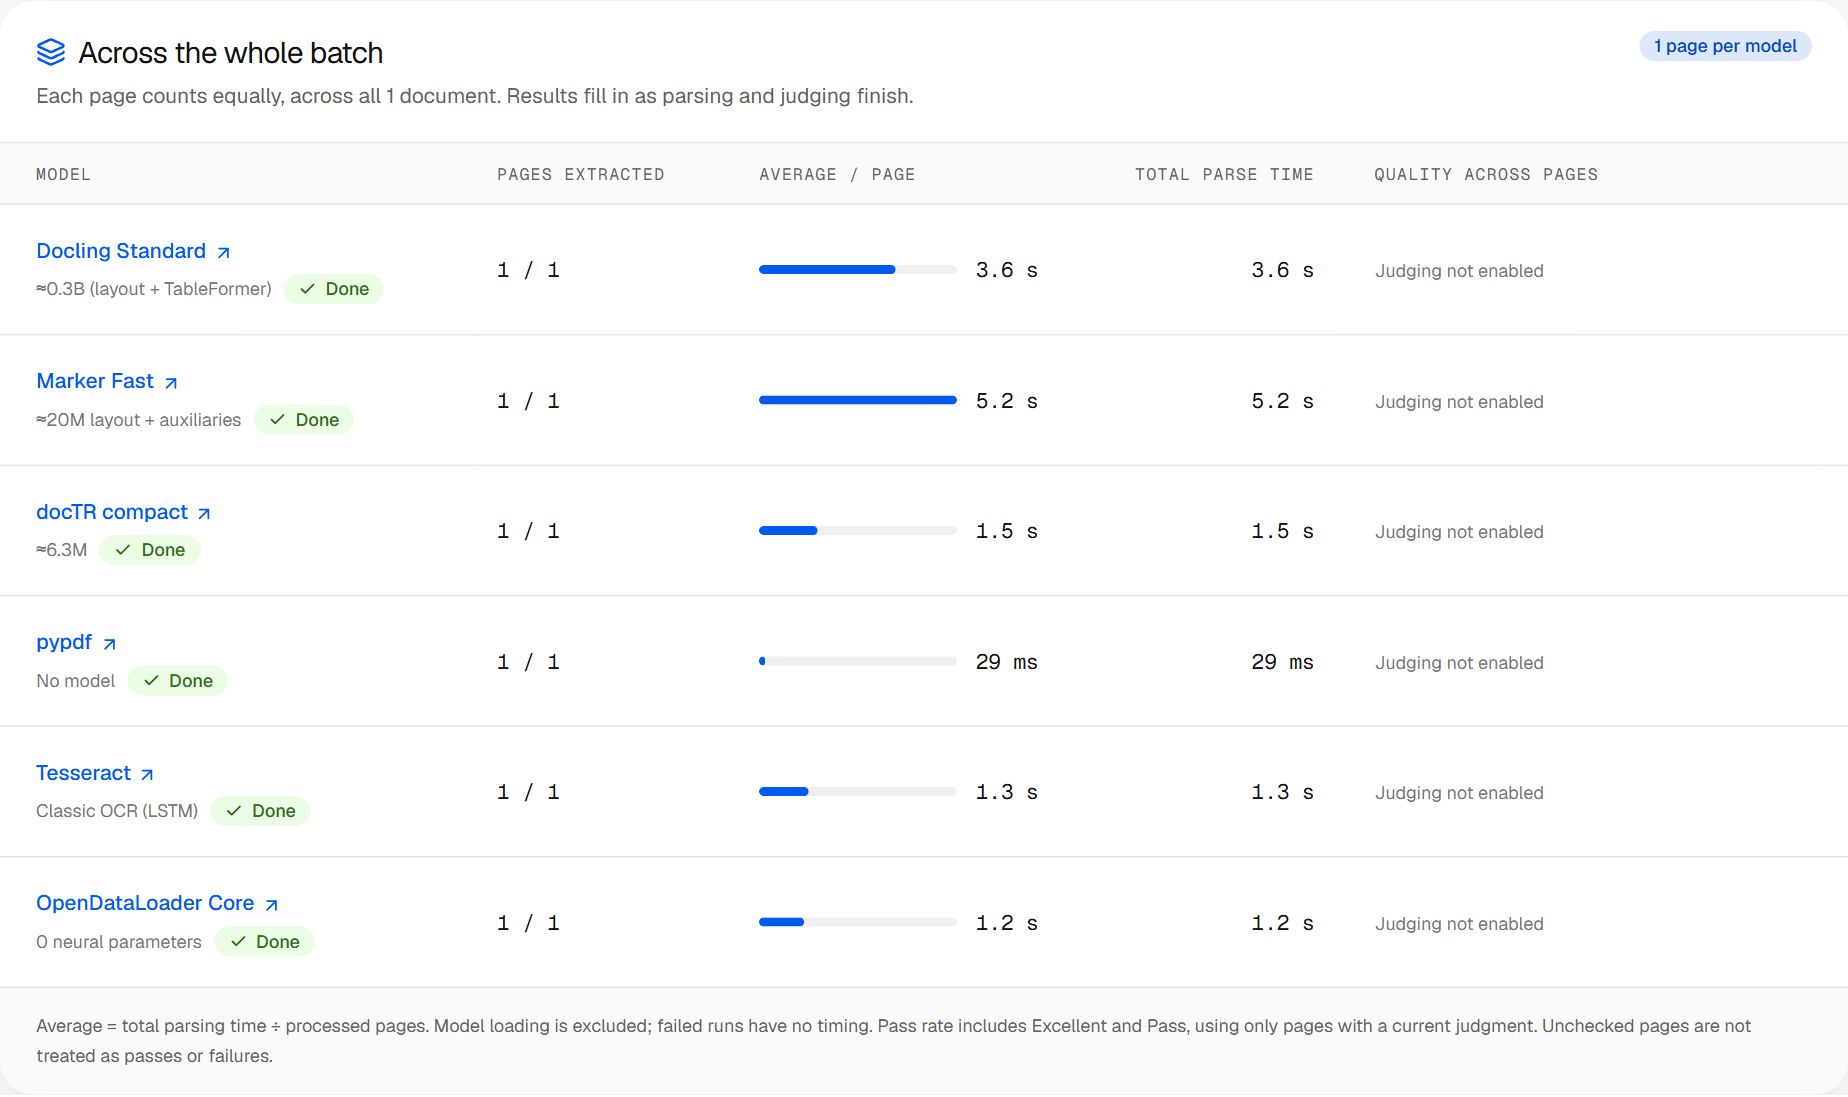 Across the whole batch
1 page per model
Each page counts equally, across all 1 document. Results fill in as parsing and judging finish.
MODEL PAGES EXTRACTED AVERAGE / PAGE TOTAL PARSE TIME QUALITY ACROSS PAGES
Docling Standard
1 / 1 3.6 s 3.6 s Judging not enabled
≈0.3B (layout + TableFormer) Done
Marker Fast
1 / 1 5.2 s 5.2 s Judging not enabled
≈20M layout + auxiliaries Done
docTR compact
1 / 1 1.5 s 1.5 s Judging not enabled
≈6.3M Done
pypdf
1 / 1 29 ms 29 ms Judging not enabled
No model Done
Tesseract
1 / 1 1.3 s 1.3 s Judging not enabled
Classic OCR (LSTM) Done
OpenDataLoader Core
1 / 1 1.2 s 1.2 s Judging not enabled
0 neural parameters Done
Average = total parsing time ÷ processed pages. Model loading is excluded; failed runs have no timing. Pass rate includes Excellent and Pass, using only pages with a current judgment. Unchecked pages are not
treated as passes or failures.